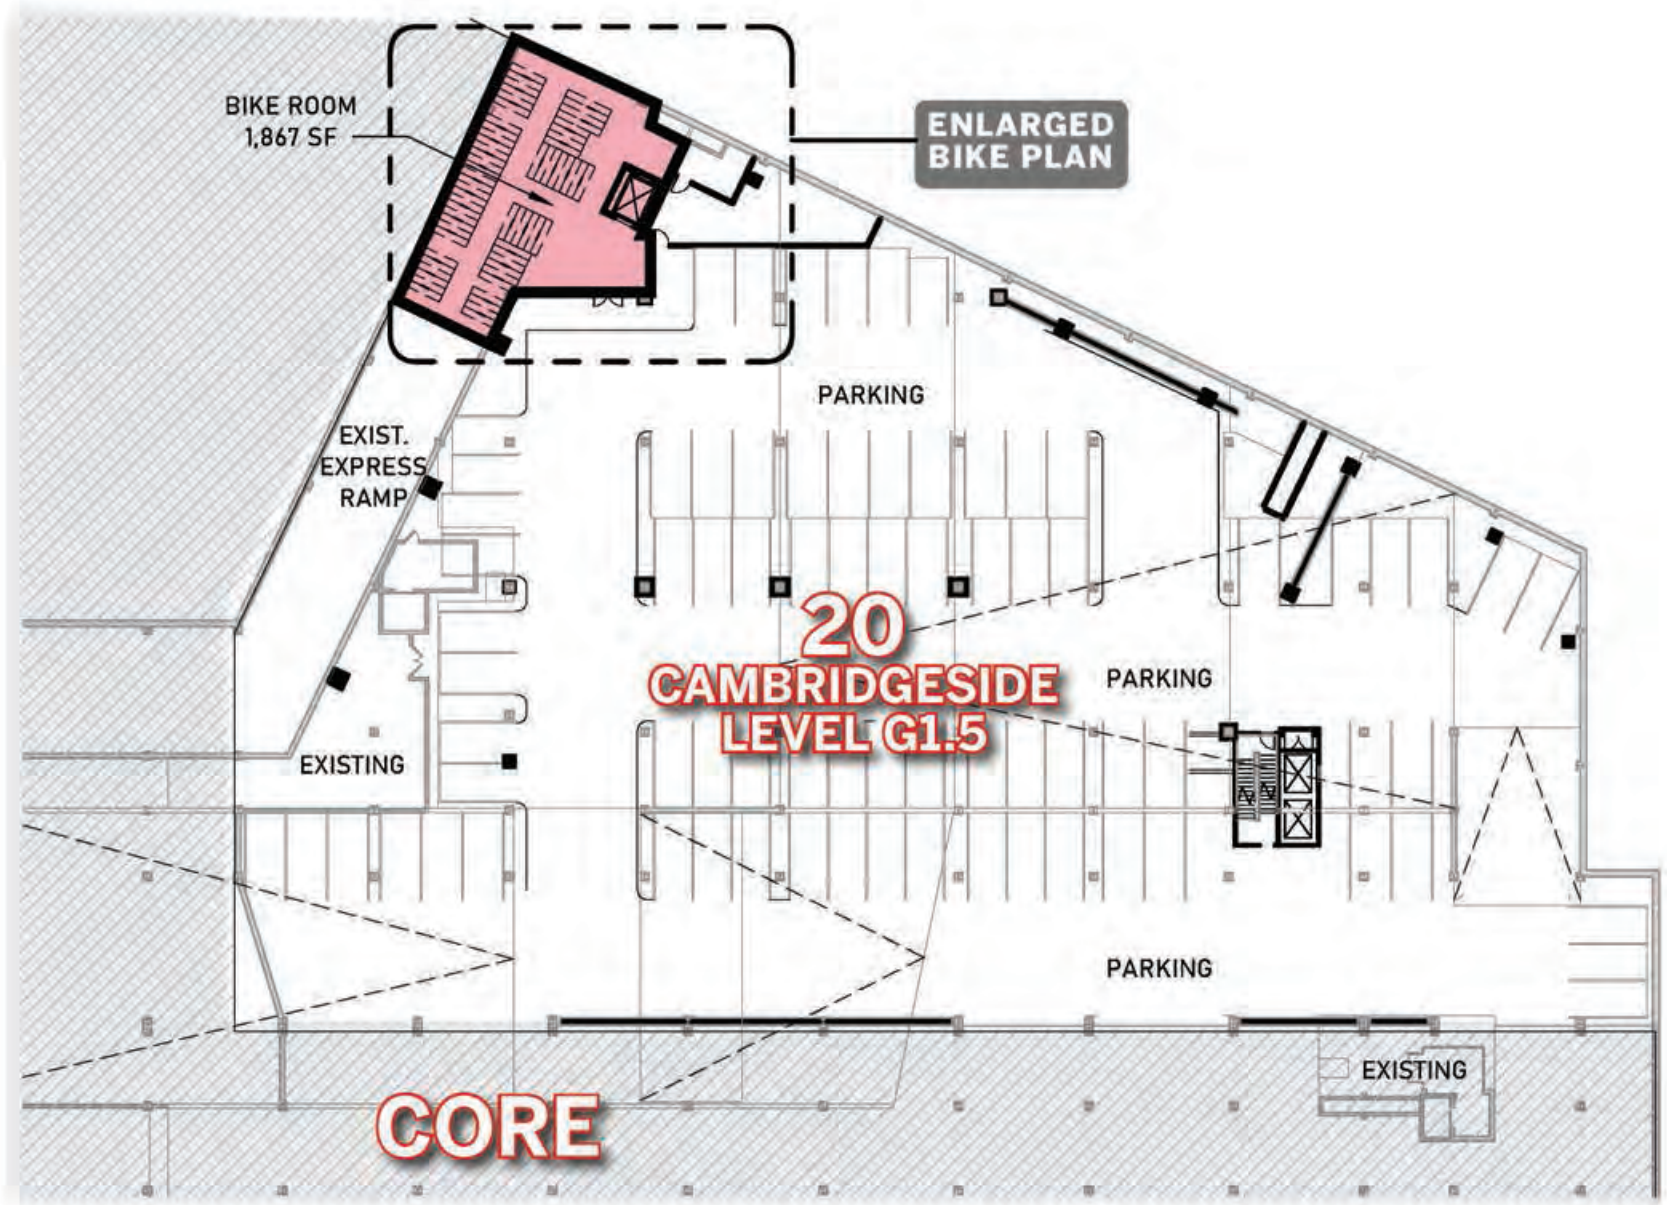 BIKE ROOM
1,867 SF
ENLARGED
BIKE PLAN
PARKING
EXIST.
EXPRESS
RAMP
20
CAMBRIDGESIDE
LEVEL G1.5
PARKING
EXISTING
PARKING
EXISTING
CORE